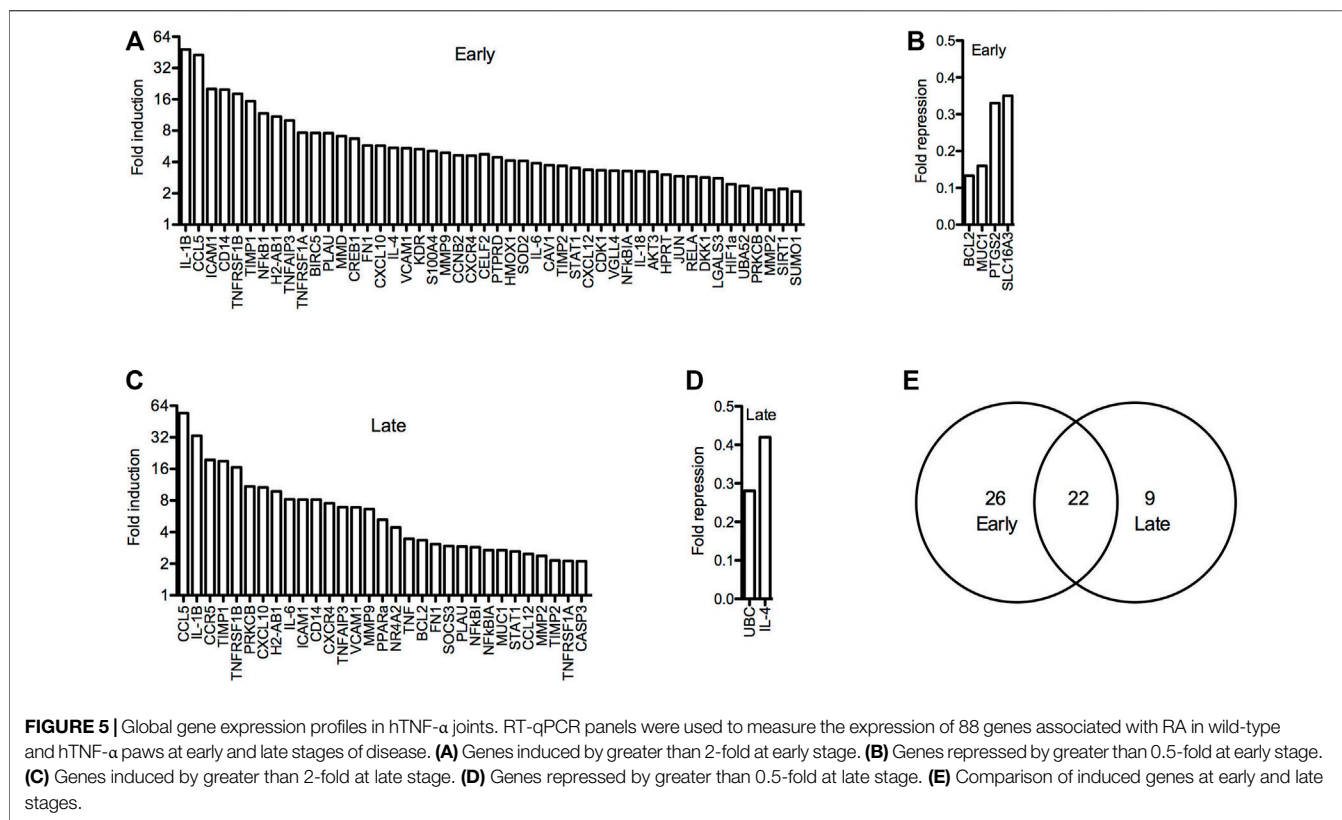 A
Early
Fold induction
64
32
16
8
4
2
1
IL-1B
CCL5
ICAM1
CD14
TNFRSF1B
TIMP1
NFkB1
H2-AB1
TNFAIP3
TNFRSF1A
BIRC5
PLAU
MMD
CREB1
FN1
CXCL10
IL-4
VCAM1
KDR
S100A4
MMP9
CCNB2
CXCR4
CELF2
PTPRD
HMOX1
SOD2
IL-6
CAV1
TIMP2
STAT1
CXCL12
CDK1
VGLL4
NFkBIA
IL-18
AKT3
HPRT
JUN
RELA
DKK1
LGALS3
HIF1a
UBA52
PRKCB
MMP2
SIRT1
SUMO1
B
Early
Fold repression
0.5
0.4
0.3
0.2
0.1
0.0
BCL2
MUC1
PTGS2
SLC16A3
C
Late
Fold induction
64
32
16
8
4
2
1
CCL5
IL-1B
CCR5
TIMP1
TNFRSF1B
PRKCB
CXCL10
H2-AB1
IL-6
ICAM1
CD14
CXCR4
TNFAIP3
VCAM1
MMP9
PPARa
NR4A2
TNF
BCL2
FN1
SOCS3
PLAU
NFkBI
NFkBIA
MUC1
STAT1
CCL12
MMP2
TIMP2
TNFRSF1A
CASP3
D
Late
Fold repression
0.5
0.4
0.3
0.2
0.1
0.0
UBC
IL-4
E
26 22 9
Early Late
FIGURE 5 | Global gene expression profiles in hTNF-α joints. RT-qPCR panels were used to measure the expression of 88 genes associated with RA in wild-type
and hTNF-α paws at early and late stages of disease. (A) Genes induced by greater than 2-fold at early stage. (B) Genes repressed by greater than 0.5-fold at early stage.
(C) Genes induced by greater than 2-fold at late stage. (D) Genes repressed by greater than 0.5-fold at late stage. (E) Comparison of induced genes at early and late
stages.